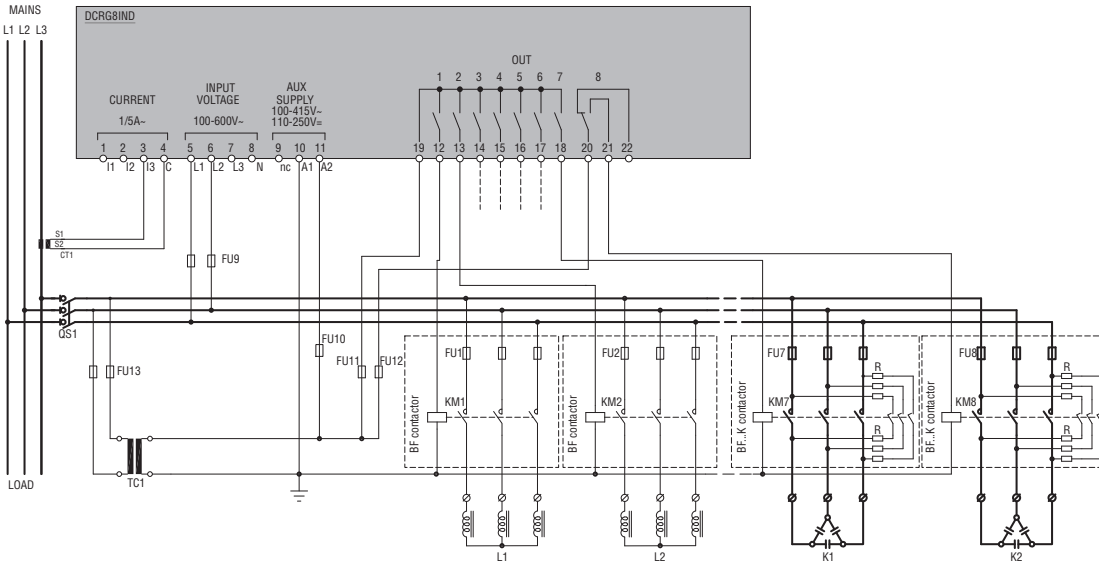 MAINS
L1 L2 L3
DCRG8IND
OUT
1 2 3 4 5 6 7 8
CURRENT
1/5A~
INPUT
VOLTAGE
100-600V~
AUX
SUPPLY
100-415V~
110-250V=
1 2 3 4 5 6 7 8 9 10 11 19 12 13 14 15 16 17 18 20 21 22
I1 I2 I3 C L1 L2 L3 N nc A1 A2
S1
S2
CT1
FU9
QS1
FU10
FU13 FU11 FU12
FU1 FU2 FU7 FU8
R R
KM1 KM2 KM7 KM8
BF contactor BF contactor BF...K contactor BF...K contactor
R R
LOAD
TC1
L1 L2 K1 K2